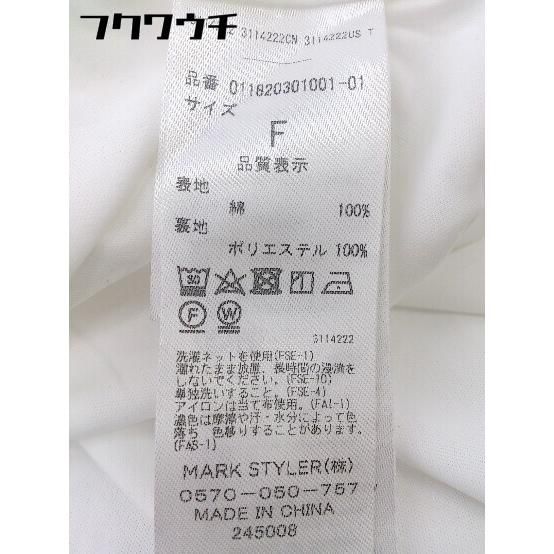 フクワウチ
3114222CN 3114222US T
品番 011820301001-01
サイズ
F
品質表示
表地
綿 100%
裏地
ポリエステル 100%
30
F W
3114222
洗濯ネットを使用(FSE-1)
濡れたまま放置、長時間の浸漬を
しないでください。(FSE-10)
単独洗いすること。(FSE-4)
アイロンは当て布使用。(FAI-1)
濃色は摩擦や汗・水分によって色
落ち 色移りすることがあります。
(FAS-1)
MARK STYLER(株)
0570-050-757
MADE IN CHINA
245008